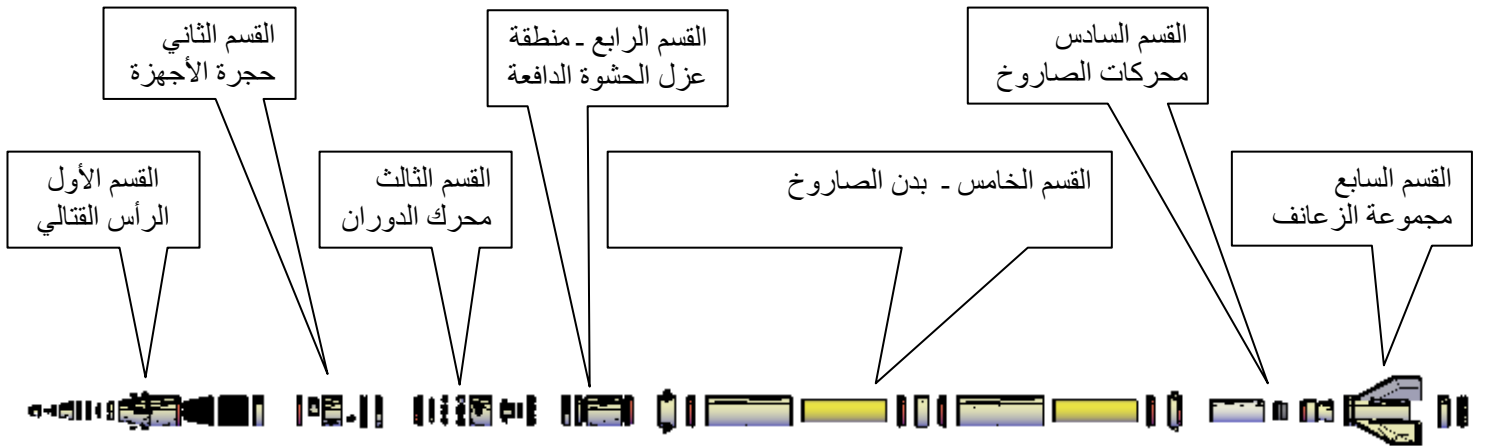 القسم الأول
الرأس القتالي
القسم الثاني
حجرة الأجهزة
القسم الثالث
محرك الدوران
القسم الرابع ـ منطقة
عزل الحشوة الدافعة
القسم الخامس ـ بدن الصاروخ
القسم السادس
محركات الصاروخ
القسم السابع
مجموعة الزعانف